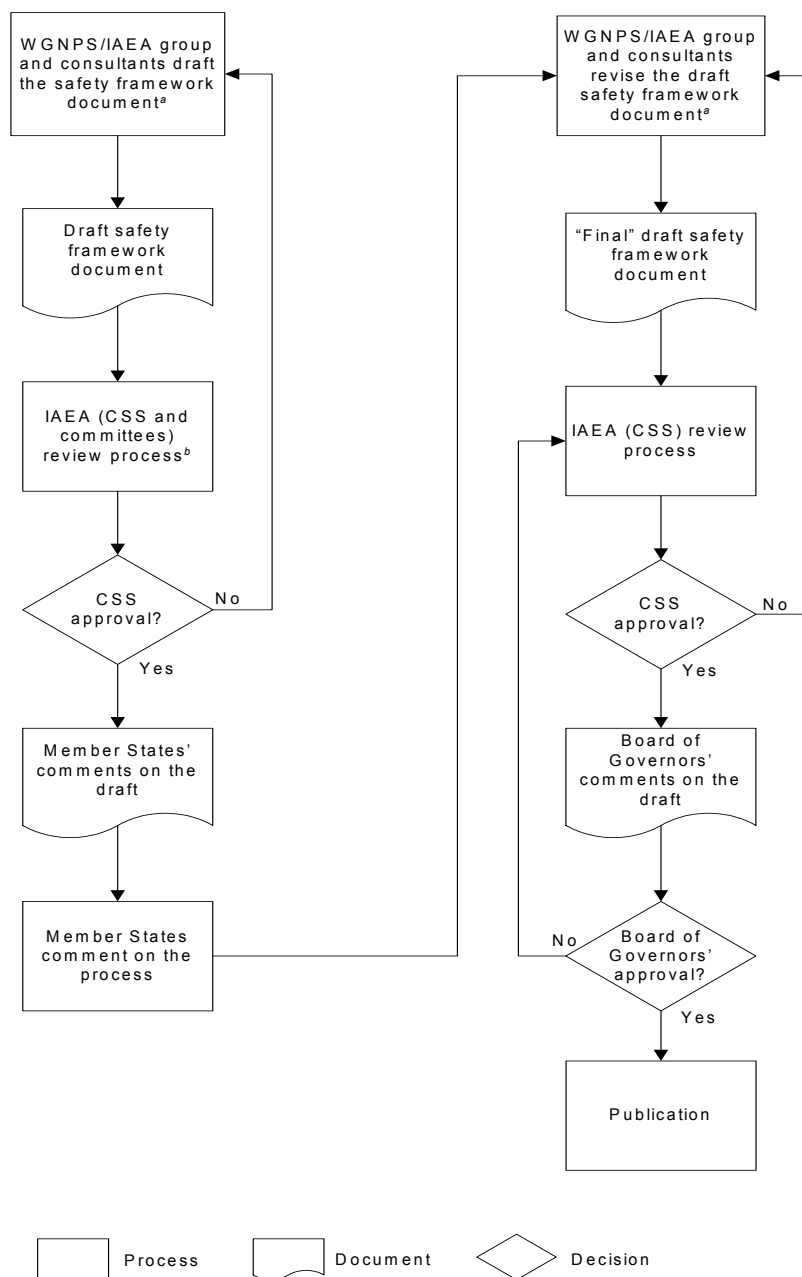 WGNPS/IAEA group
and consultants draft
the safety framework
documentᵃ
Draft safety
framework
document
IAEA (CSS and
committees)
review processᵇ
CSS
approval?
No
Yes
Member States’
comments on the
draft
Member States
comment on the
process
WGNPS/IAEA group
and consultants
revise the draft
safety framework
documentᵃ
“Final” draft safety
framework
document
IAEA (CSS) review
process
CSS
approval?
No
Yes
Board of
Governors’
comments on the
draft
No
Board of
Governors’
approval?
Yes
Publication
Process
Document
Decision